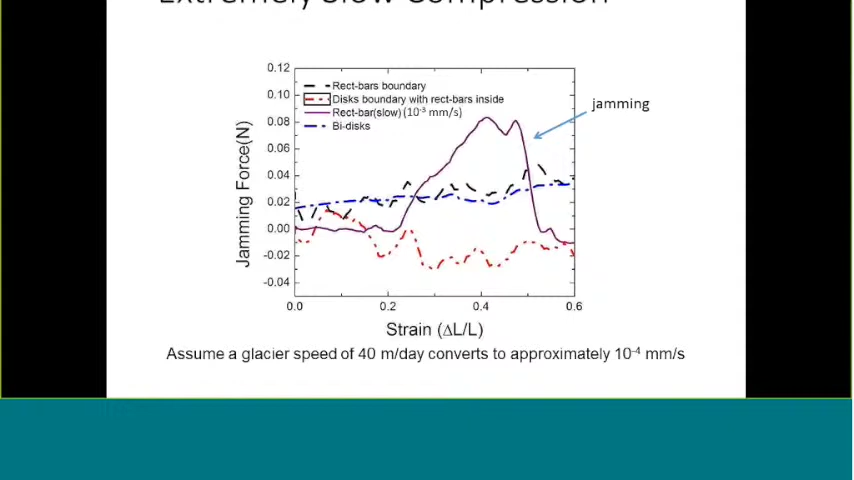 Extremely Slow Compression
0.12
0.10
0.08
0.06
0.04
0.02
0.00
-0.02
-0.04
Jamming Force(N)
Rect-bars boundary
Disks boundary with rect-bars inside
Rect-bar(slow) (10⁻³ mm/s)
Bi-disks
jamming
0.0 0.2 0.4 0.6
Strain (ΔL/L)
Assume a glacier speed of 40 m/day converts to approximately 10⁻⁴ mm/s